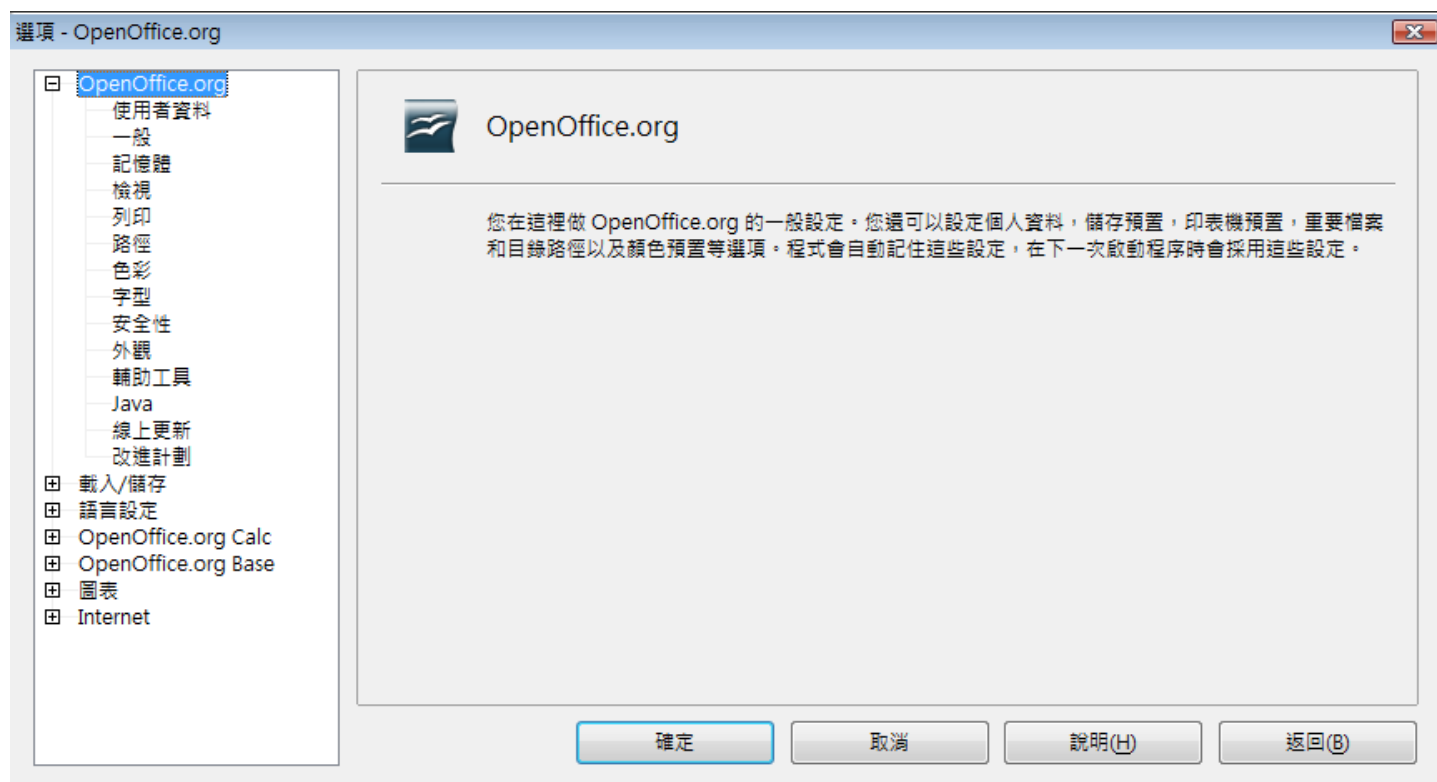 選項 - OpenOffice.org
OpenOffice.org
使用者資料
一般
記憶體
檢視
列印
路徑
色彩
字型
安全性
外觀
輔助工具
Java
線上更新
改進計劃
載入/儲存
語言設定
OpenOffice.org Calc
OpenOffice.org Base
圖表
Internet
OpenOffice.org
您在這裡做 OpenOffice.org 的一般設定。您還可以設定個人資料，儲存預置，印表機預置，重要檔案
和目錄路徑以及顏色預置等選項。程式會自動記住這些設定，在下一次啟動程序時會採用這些設定。
確定
取消
說明(H)
返回(B)